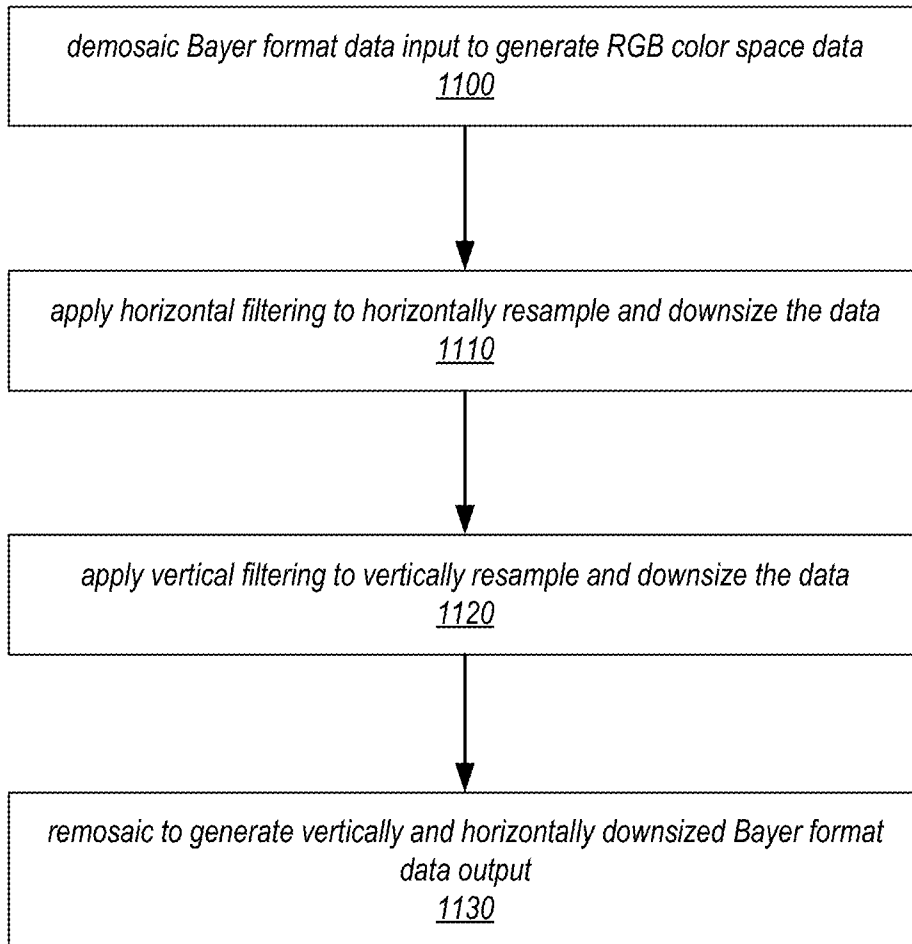 demosaic Bayer format data input to generate RGB color space data
1100
apply horizontal filtering to horizontally resample and downsize the data
1110
apply vertical filtering to vertically resample and downsize the data
1120
remosaic to generate vertically and horizontally downsized Bayer format
data output
1130